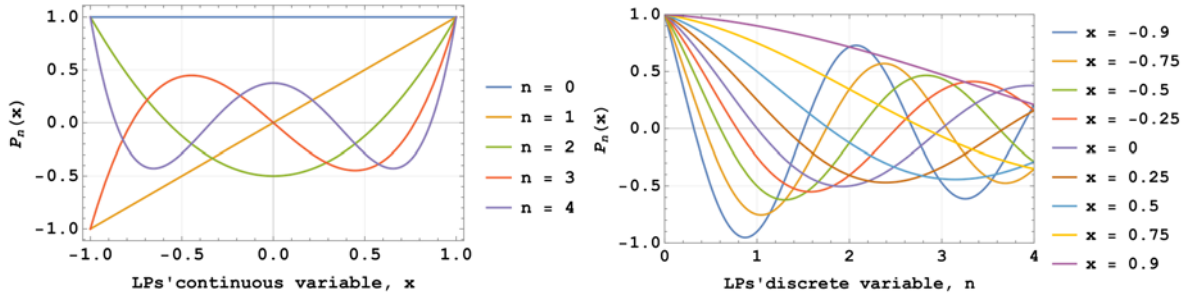 1.0
0.5
0.0
-0.5
-1.0
P_n(x)
-1.0 -0.5 0.0 0.5 1.0
LPs'continuous variable, x
n = 0
n = 1
n = 2
n = 3
n = 4
1.0
0.5
0.0
-0.5
-1.0
P_n(x)
0 1 2 3 4
LPs'discrete variable, n
x = -0.9
x = -0.75
x = -0.5
x = -0.25
x = 0
x = 0.25
x = 0.5
x = 0.75
x = 0.9